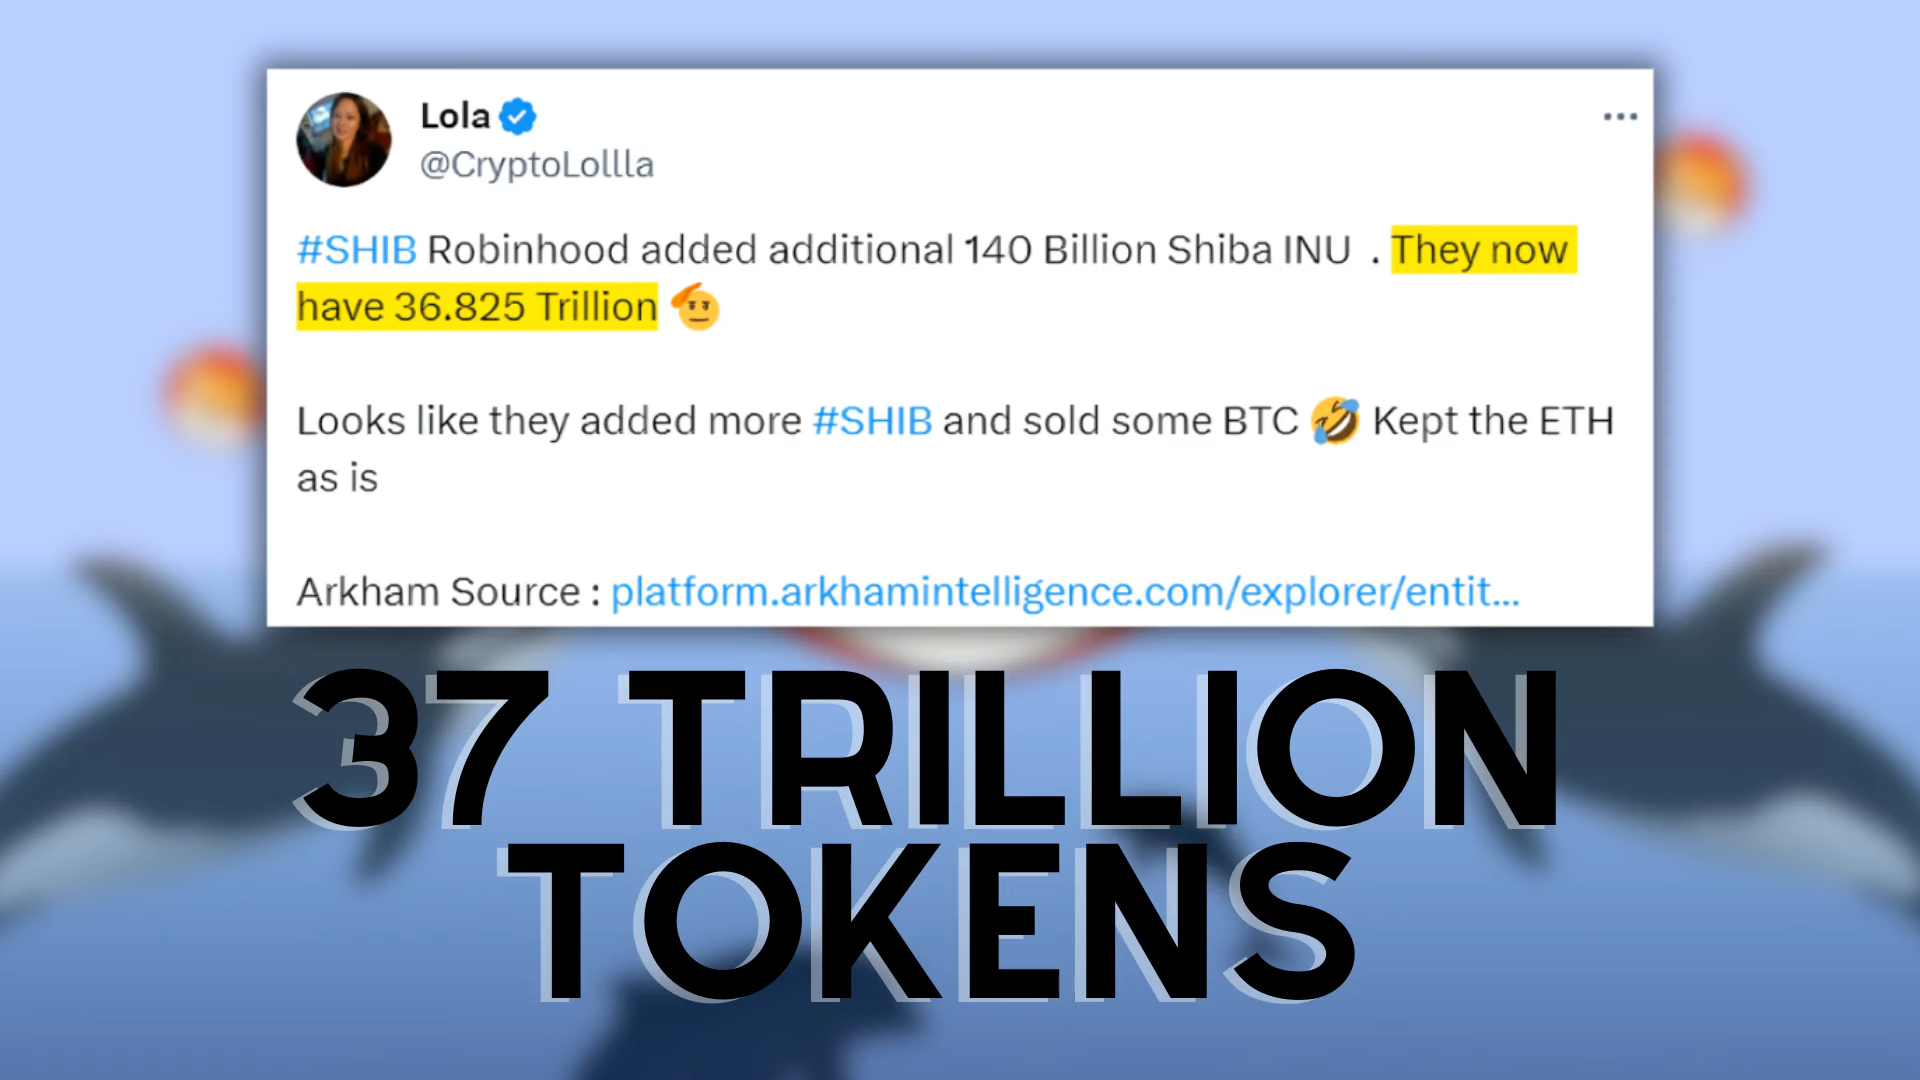 Lola
@CryptoLollla
#SHIB Robinhood added additional 140 Billion Shiba INU . They now
have 36.825 Trillion 🫡
Looks like they added more #SHIB and sold some BTC 🤣 Kept the ETH
as is
Arkham Source : platform.arkhamintelligence.com/explorer/entit...
37 TRILLION
TOKENS